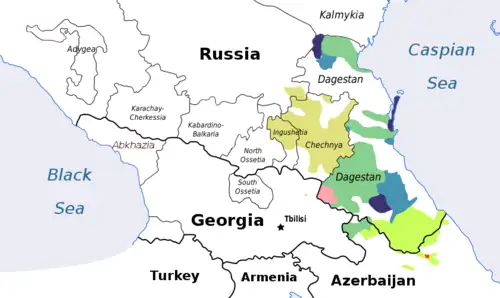 Kalmykia
Adygea
Russia
Caspian
Sea
Dagestan
Karachay-
Cherkessia
Kabardino-
Balkaria
Ingushetia
Chechnya
Abkhazia
North
Ossetia
Black
Sea
South
Ossetia
Dagestan
Georgia
Tbilisi
Turkey
Armenia
Azerbaijan